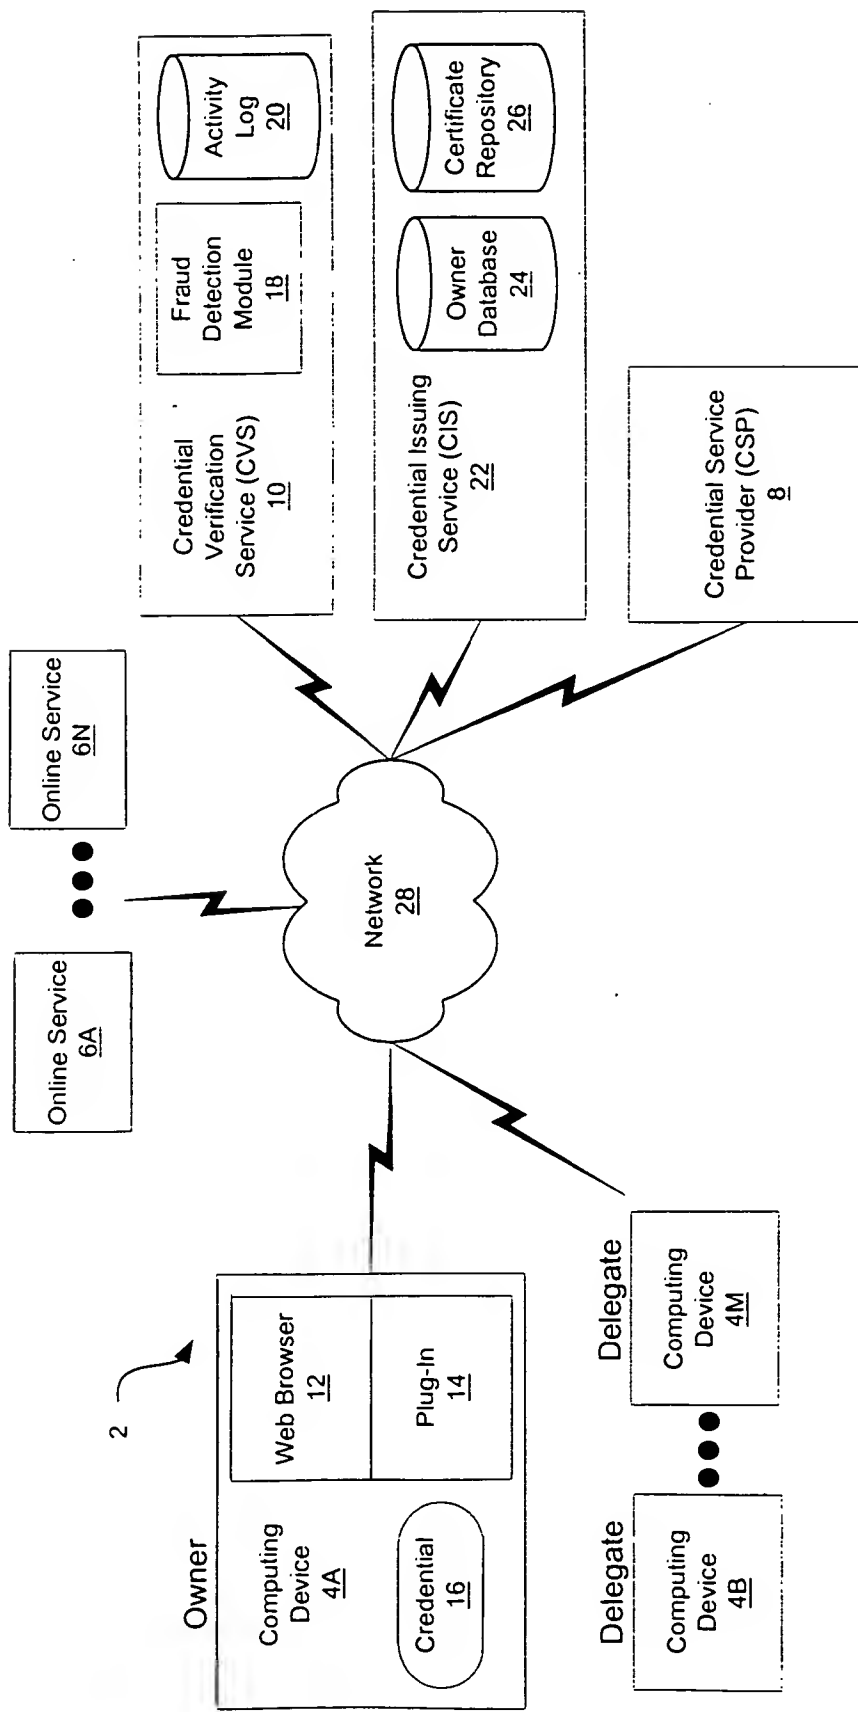 2
Owner
Computing
Device
4A
Web Browser
12
Plug-In
14
Credential
16
Delegate
Computing
Device
4B
Delegate
Computing
Device
4M
Online Service
6A
Online Service
6N
Network
28
Credential
Verification
Service (CVS)
10
Fraud
Detection
Module
18
Activity
Log
20
Credential Issuing
Service (CIS)
22
Owner
Database
24
Certificate
Repository
26
Credential Service
Provider (CSP)
8